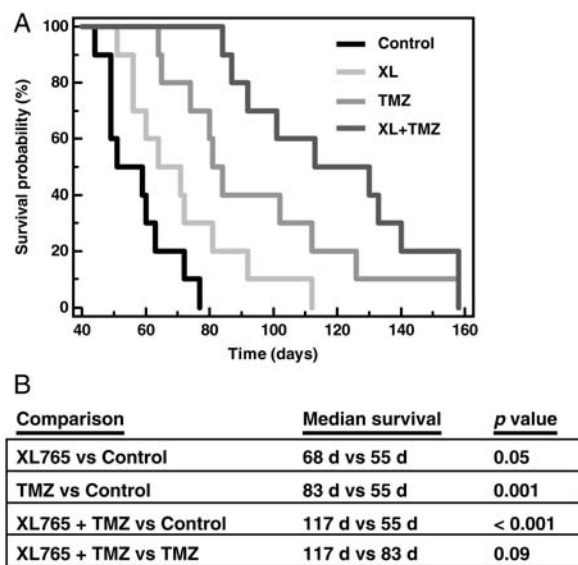 A
Survival probability (%)
100
80
60
40
20
0
Control
XL
TMZ
XL+TMZ
40 60 80 100 120 140 160
Time (days)
B
Comparison Median survival p value
XL765 vs Control 68 d vs 55 d 0.05
TMZ vs Control 83 d vs 55 d 0.001
XL765 + TMZ vs Control 117 d vs 55 d < 0.001
XL765 + TMZ vs TMZ 117 d vs 83 d 0.09